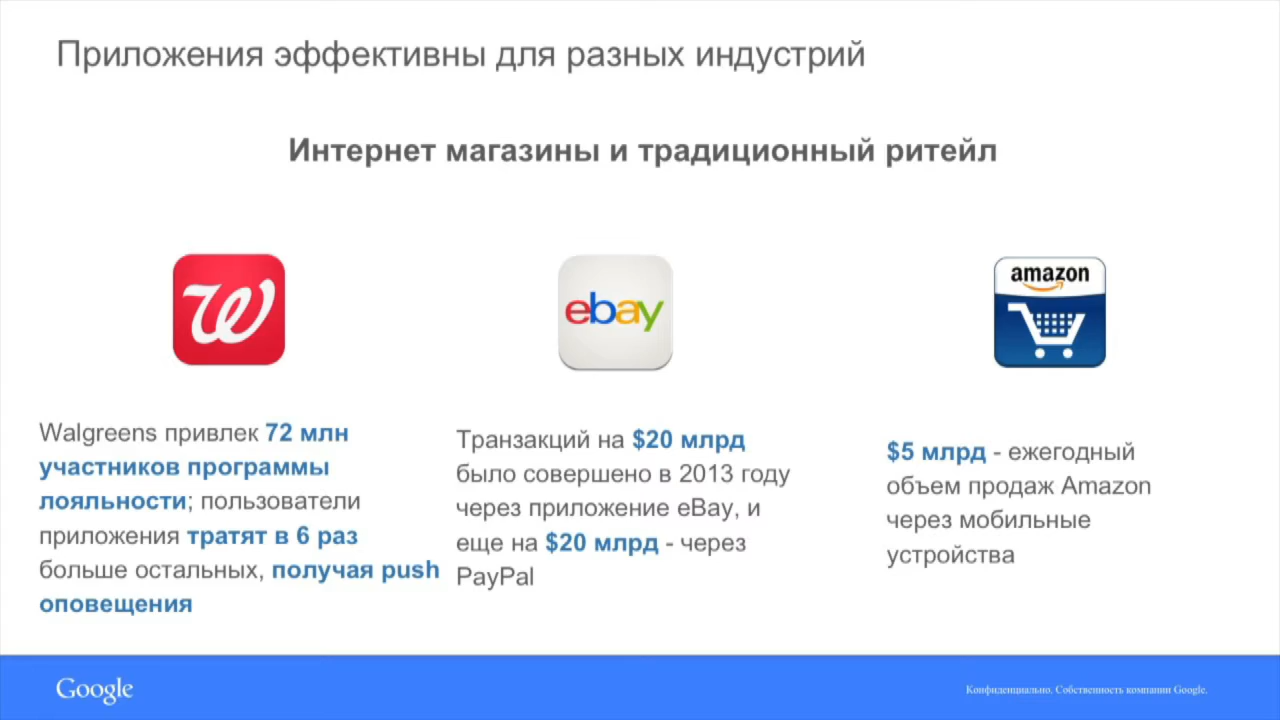 Приложения эффективны для разных индустрий
Интернет магазины и традиционный ритейл
W
ebay
amazon
Walgreens привлек 72 млн
участников программы
лояльности; пользователи
приложения тратят в 6 раз
больше остальных, получая push
оповещения
Транзакций на $20 млрд
было совершено в 2013 году
через приложение eBay, и
еще на $20 млрд - через
PayPal
$5 млрд - ежегодный
объем продаж Amazon
через мобильные
устройства
Google
Конфиденциально. Собственность компании Google.